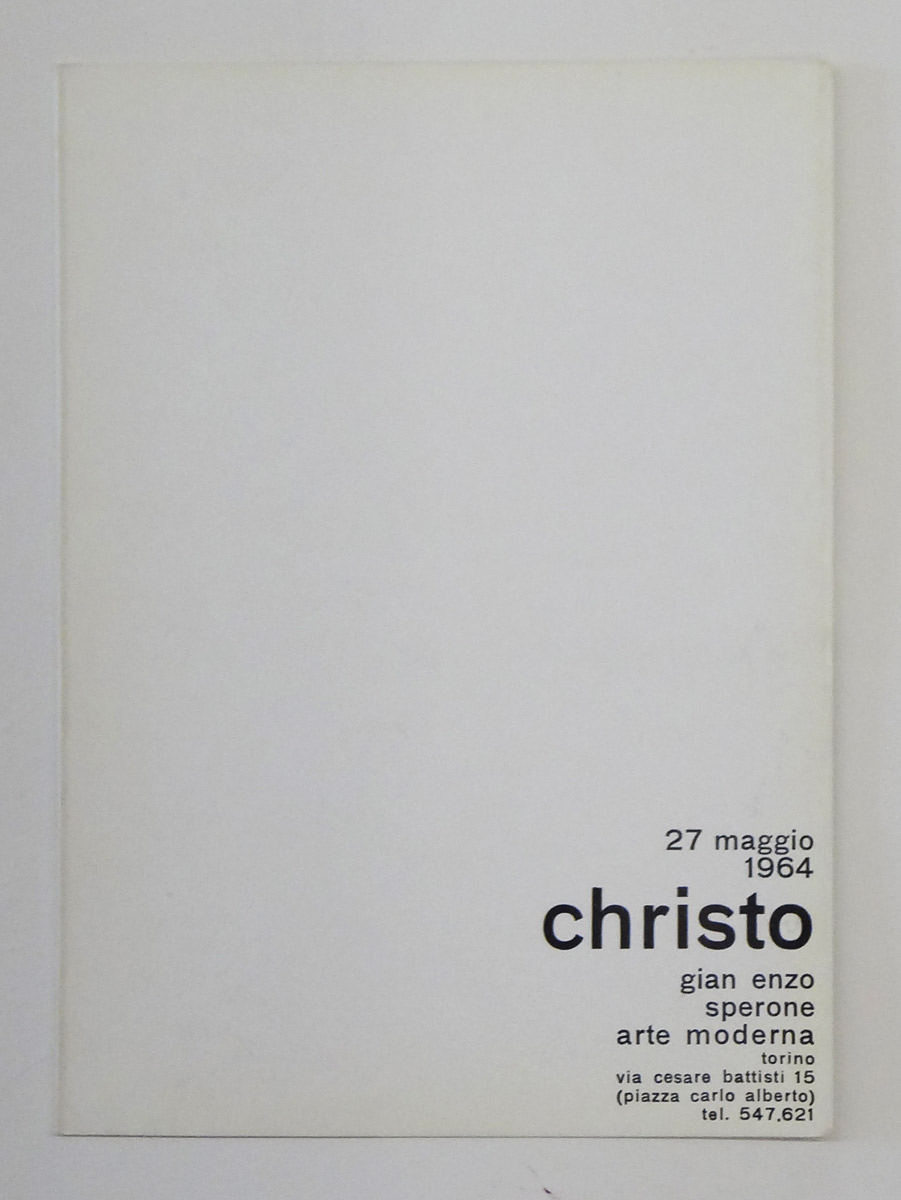 27 maggio
1964
christo
gian enzo
sperone
arte moderna
torino
via cesare battisti 15
(piazza carlo alberto)
tel. 547.621